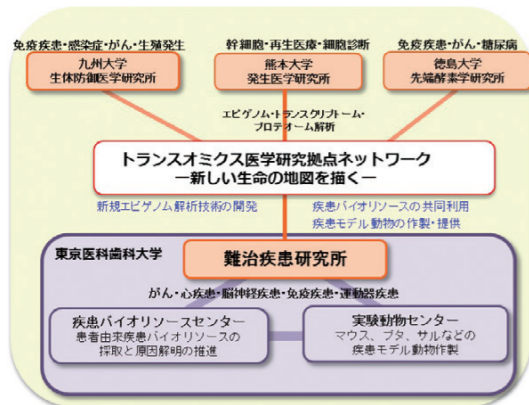 免疫疾患・感染症・がん・生殖発生
九州大学
生体防御医学研究所
幹細胞・再生医療・細胞診断
熊本大学
発生医学研究所
免疫疾患・がん・糖尿病
徳島大学
先端酵素学研究所
エピゲノム・トランスクリプトーム・
プロテオーム解析
トランスオミクス医学研究拠点ネットワーク
―新しい生命の地図を描く―
新規エピゲノム解析技術の開発
疾患バイオリソースの共同利用
疾患モデル動物の作製・提供
東京医科歯科大学
難治疾患研究所
がん・心疾患・脳神経疾患・免疫疾患・運動器疾患
疾患バイオリソースセンター
患者由来疾患バイオリソースの
採取と原因解明の推進
実験動物センター
マウス、ブタ、サルなどの
疾患モデル動物作製